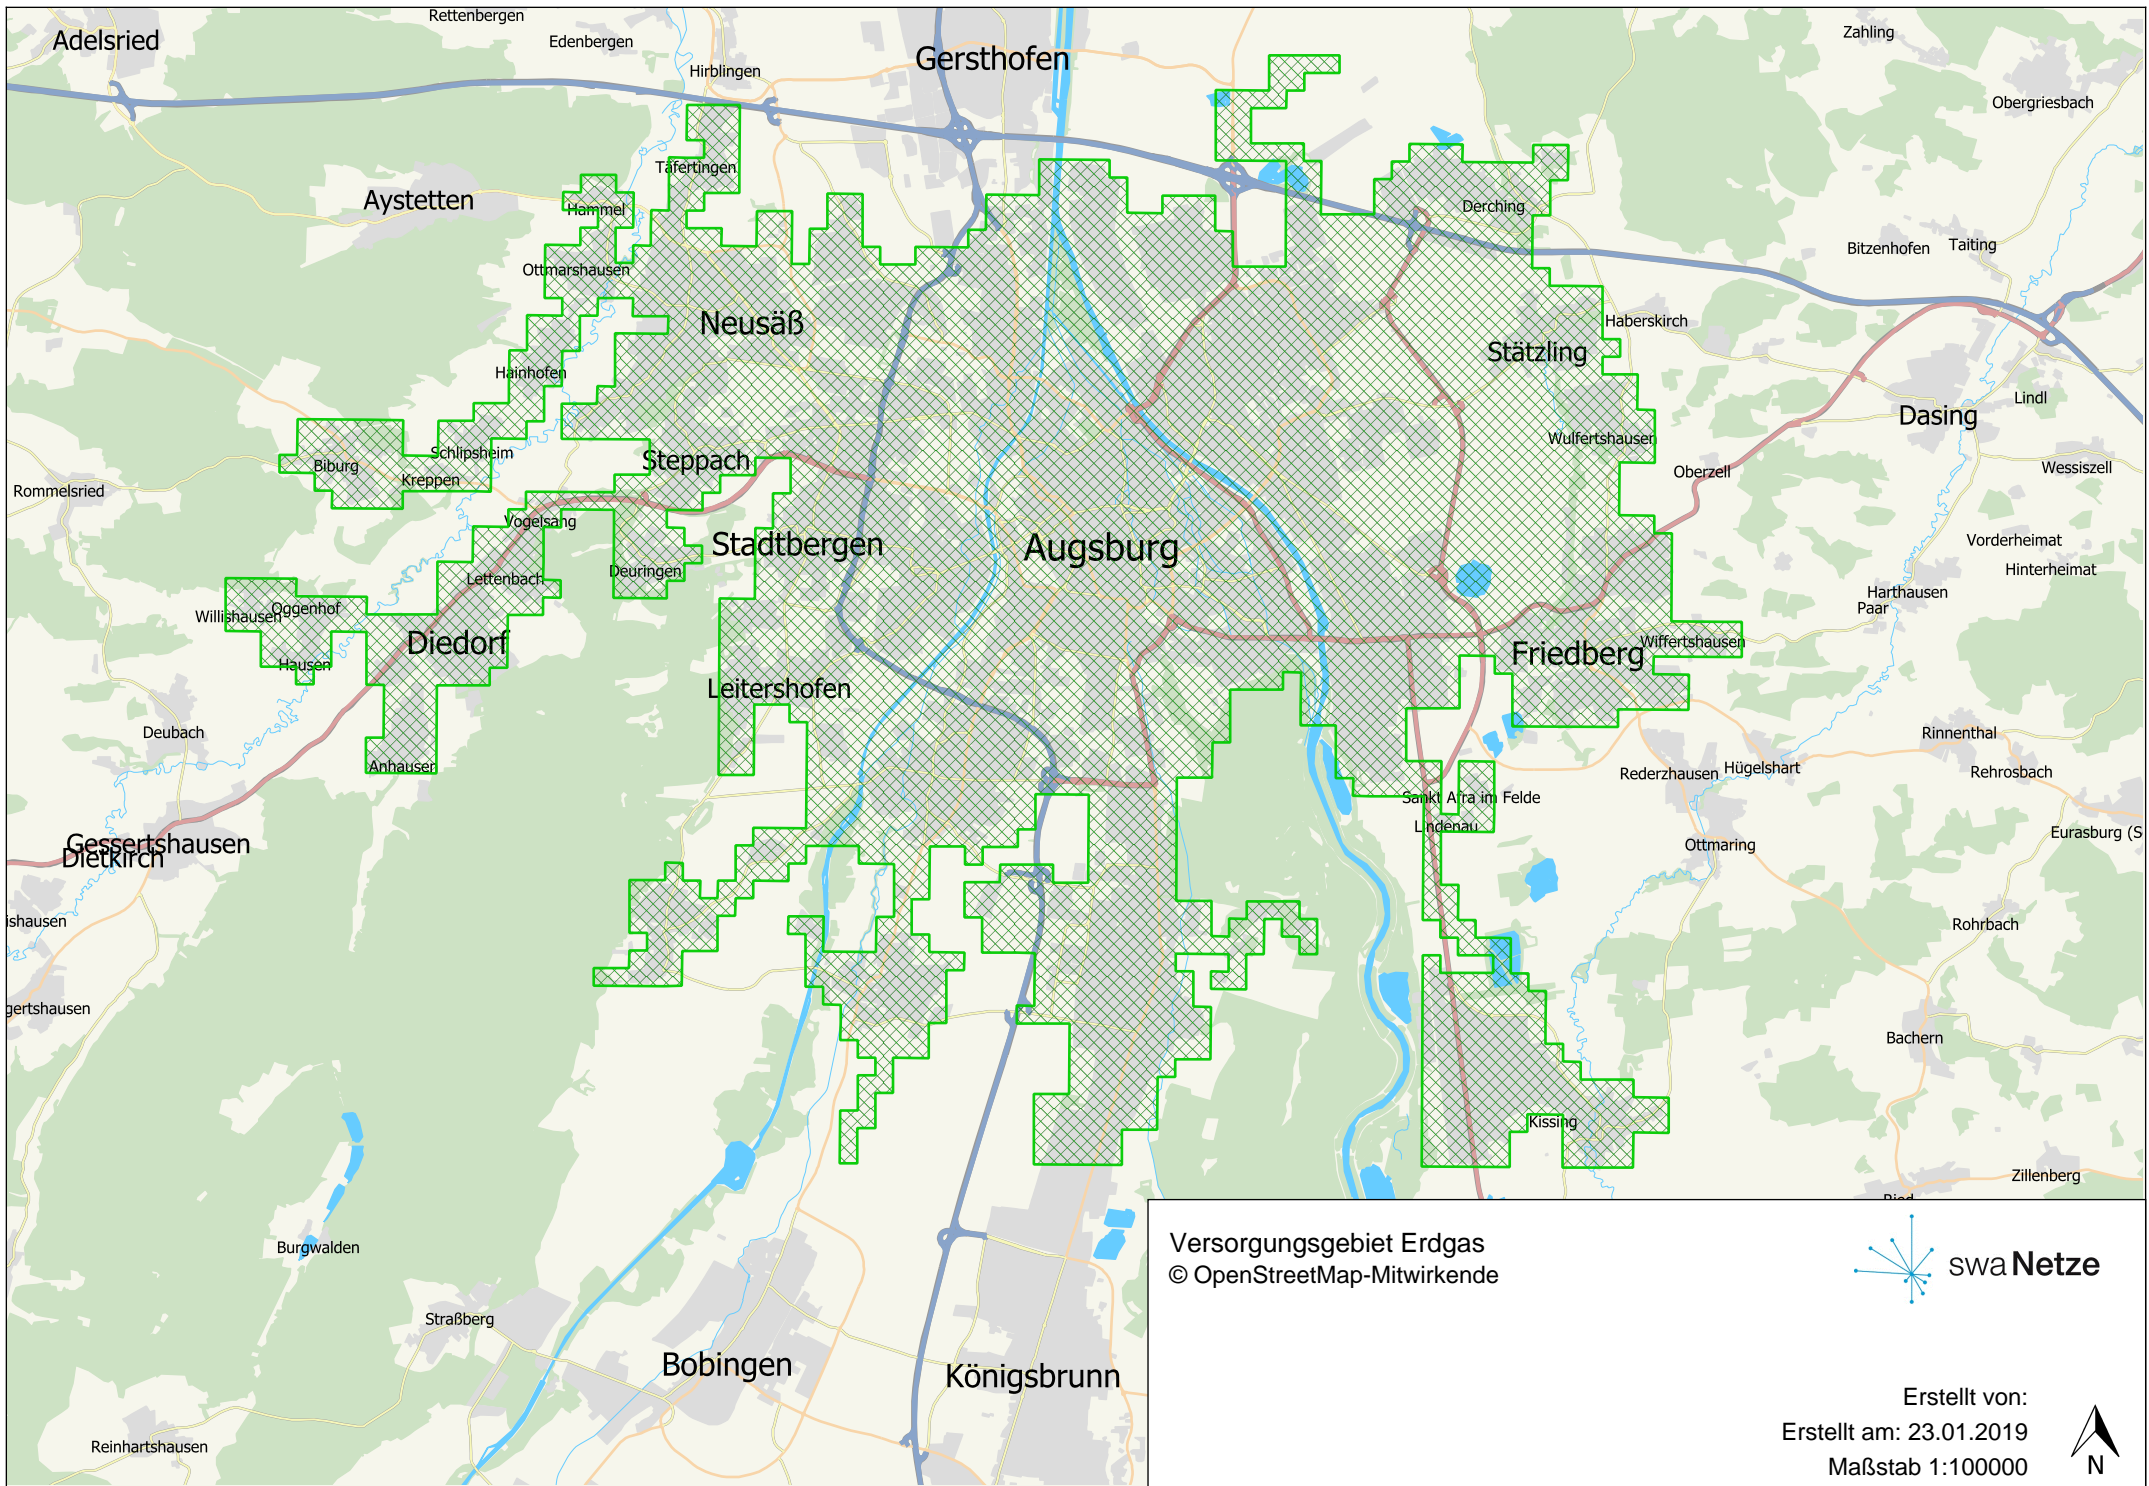 Rettenbergen
Adelsried
Edenbergen
Zahling
Gersthofen
Hirblingen
Obergriesbach
Täfertingen
Aystetten
Hammel
Derching
Bitzenhofen
Taiting
Ottmarshausen
Neusäß
Haberskirch
Stätzling
Hainhofen
Lindl
Dasing
Wulfertshausen
Schlipsheim
Steppach
Biburg
Kreppen
Oberzell
Wessiszell
Rommelsried
Vogelsang
Stadtbergen
Augsburg
Vorderheimat
Deuringen
Hinterheimat
Lettenbach
Harthausen
Paar
Oggenhof
Willishausen
Diedorf
Wiffertshausen
Friedberg
Hausen
Leitershofen
Deubach
Rinnenthal
Anhausen
Hügelshart
Rederzhausen
Rehrosbach
Sankt Afra im Felde
Lindenau
Eurasburg (S
Gessertshausen
Dietkirch
Ottmaring
ishausen
Rohrbach
gertshausen
Bachern
Kissing
Zillenberg
Ried
Burgwalden
Straßberg
Bobingen
Königsbrunn
Reinhartshausen
Versorgungsgebiet Erdgas
© OpenStreetMap-Mitwirkende
swa Netze
Erstellt von:
Erstellt am: 23.01.2019
Maßstab 1:100000
N